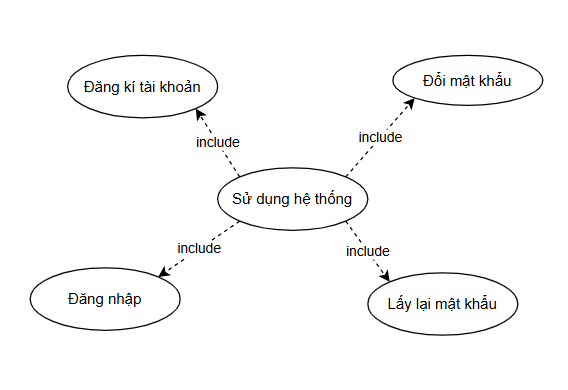 Đăng kí tài khoản
Đổi mật khẩu
include
include
Sử dụng hệ thống
include
include
Đăng nhập
Lấy lại mật khẩu